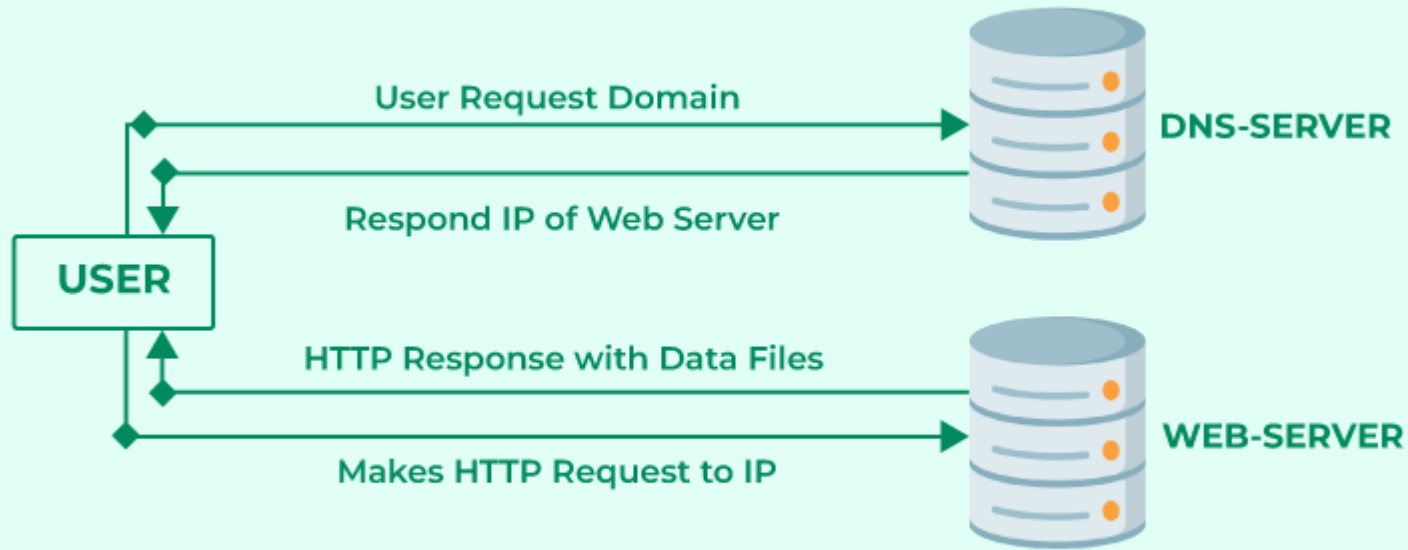 User Request Domain
DNS-SERVER
Respond IP of Web Server
USER
HTTP Response with Data Files
WEB-SERVER
Makes HTTP Request to IP